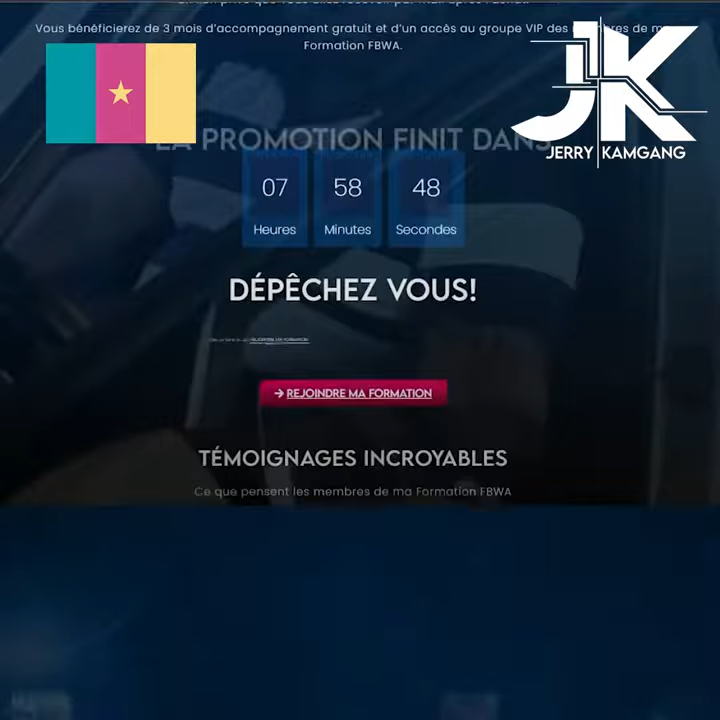 Vous bénéficierez de 3 mois d'accompagnement gratuit et d'un accès au groupe VIP des de
Formation FBWA.
JK
JERRY KAMGANG
LA PROMOTION FINIT DANS
07 58 48
Heures Minutes Secondes
DÉPÊCHEZ VOUS!
→ REJOINDRE MA FORMATION
TÉMOIGNAGES INCROYABLES
Ce que pensent les membres de ma Formation FBWA